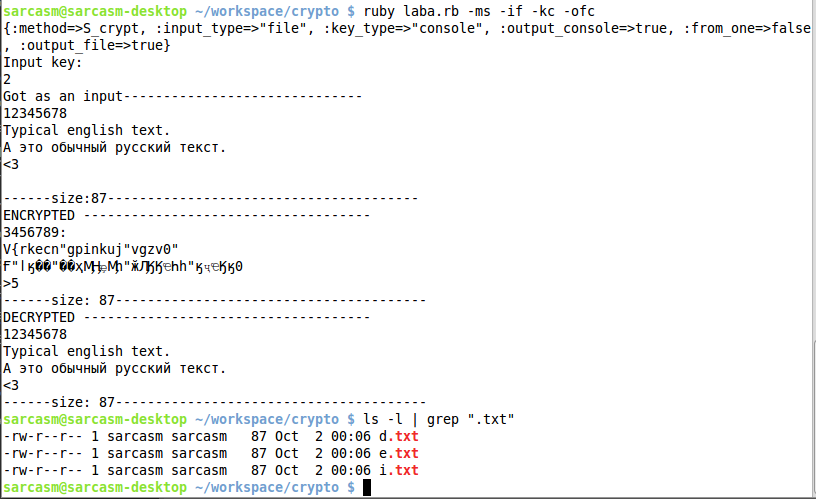 sarcasm@sarcasm-desktop ~/workspace/crypto $ ruby laba.rb -ms -if -kc -ofc
{:method=>S_crypt, :input_type=>"file", :key_type=>"console", :output_console=>true, :from_one=>false
, :output_file=>true}
Input key:
2
Got as an input------------------------------
12345678
Typical english text.
А это обычный русский текст.
<3
------size:87---------------------------------------
ENCRYPTED ------------------------------------
3456789:
V{rkecn"gpinkuj"vgzv0"
>5
------size: 87---------------------------------------
DECRYPTED ------------------------------------
12345678
Typical english text.
А это обычный русский текст.
<3
------size: 87---------------------------------------
sarcasm@sarcasm-desktop ~/workspace/crypto $ ls -l | grep ".txt"
-rw-r--r-- 1 sarcasm sarcasm   87 Oct  2 00:06 d.txt
-rw-r--r-- 1 sarcasm sarcasm   87 Oct  2 00:06 e.txt
-rw-r--r-- 1 sarcasm sarcasm   87 Oct  2 00:06 i.txt
sarcasm@sarcasm-desktop ~/workspace/crypto $